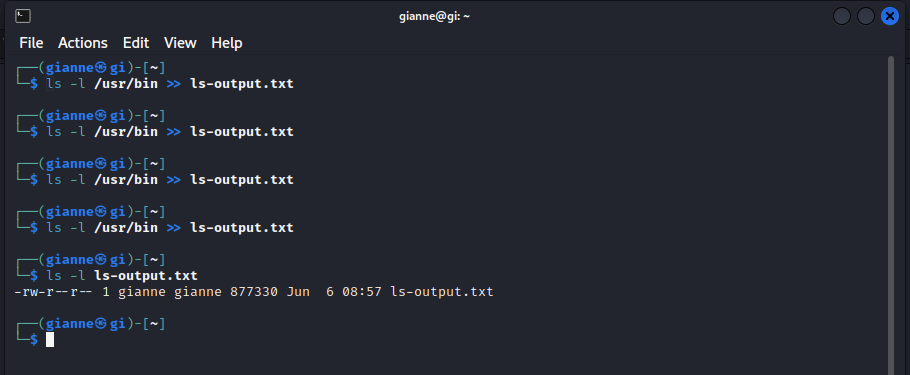 gianne@gi: ~
File Actions Edit View Help
┌──(gianne㉿gi)-[~]
└─$ ls -l /usr/bin >> ls-output.txt
┌──(gianne㉿gi)-[~]
└─$ ls -l /usr/bin >> ls-output.txt
┌──(gianne㉿gi)-[~]
└─$ ls -l /usr/bin >> ls-output.txt
┌──(gianne㉿gi)-[~]
└─$ ls -l /usr/bin >> ls-output.txt
┌──(gianne㉿gi)-[~]
└─$ ls -l ls-output.txt
-rw-r--r-- 1 gianne gianne 877330 Jun  6 08:57 ls-output.txt
┌──(gianne㉿gi)-[~]
└─$